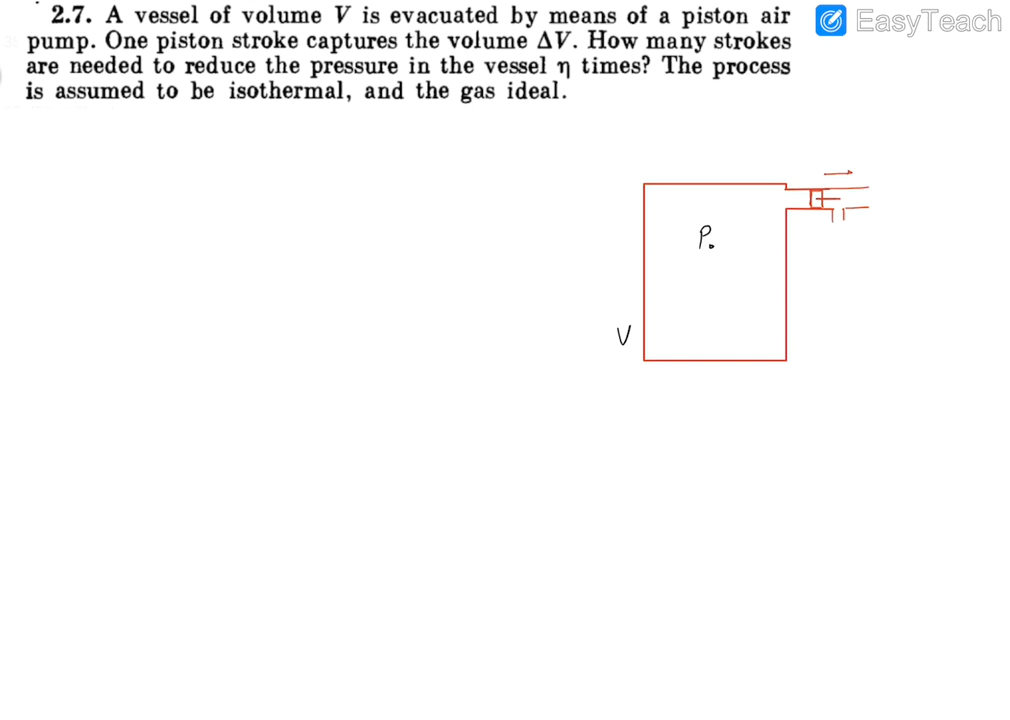 2.7. A vessel of volume V is evacuated by means of a piston air
pump. One piston stroke captures the volume ΔV. How many strokes
are needed to reduce the pressure in the vessel η times? The process
is assumed to be isothermal, and the gas ideal.
EasyTeach
P₀
V